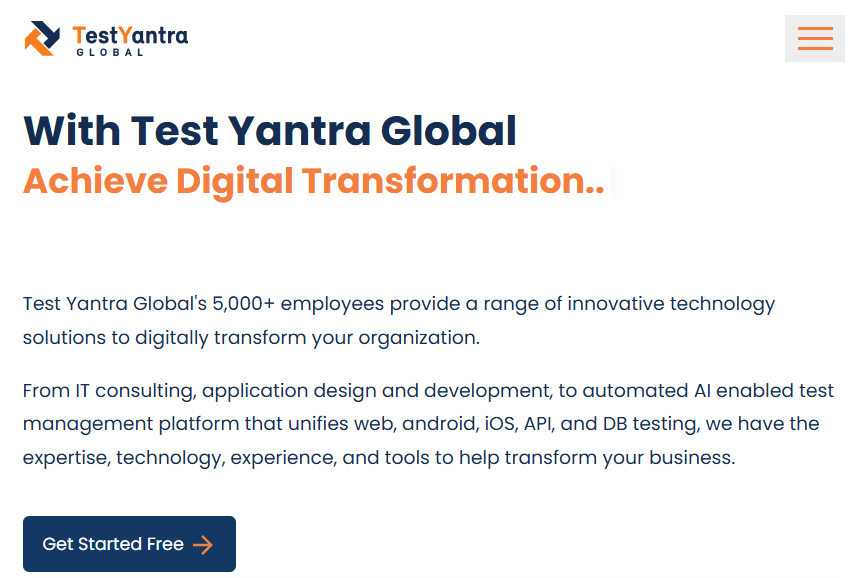 TestYantra
GLOBAL
With Test Yantra Global
Achieve Digital Transformation..
Test Yantra Global's 5,000+ employees provide a range of innovative technology
solutions to digitally transform your organization.
From IT consulting, application design and development, to automated AI enabled test
management platform that unifies web, android, iOS, API, and DB testing, we have the
expertise, technology, experience, and tools to help transform your business.
Get Started Free